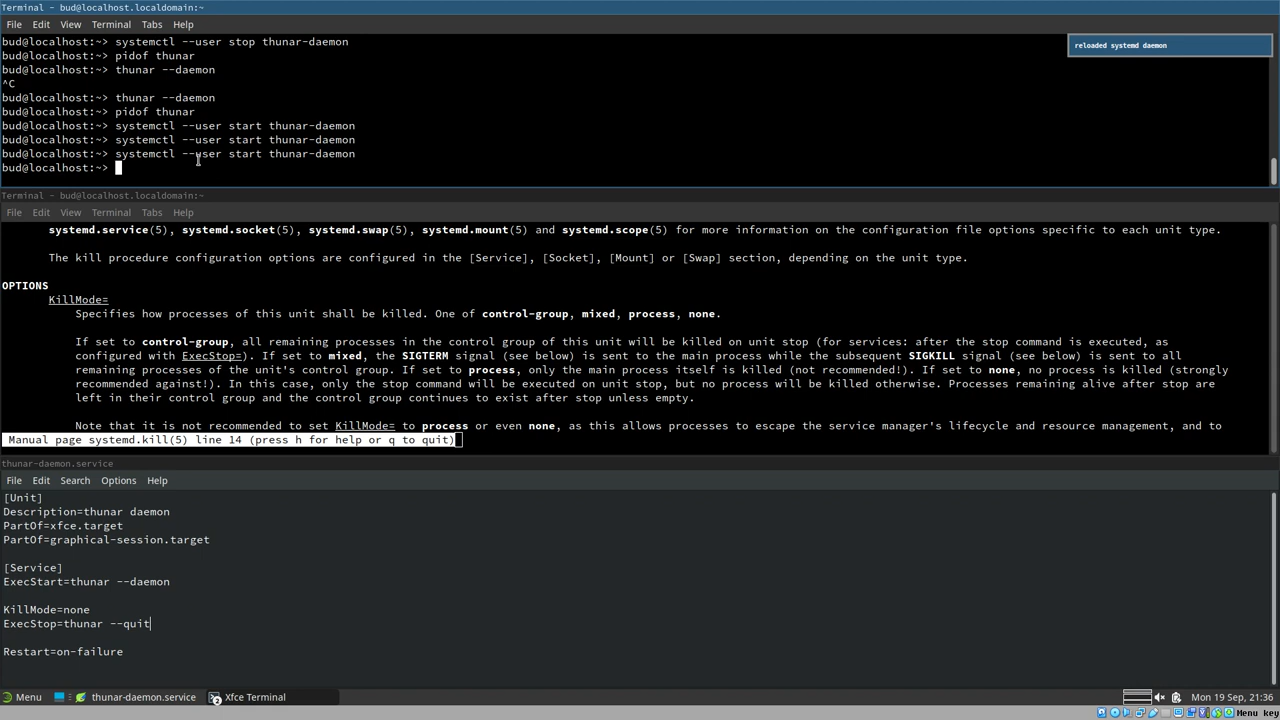 Terminal - bud@localhost.localdomain:~
File Edit View Terminal Tabs Help
bud@localhost:~> systemctl --user stop thunar-daemon
reloaded systemd daemon
bud@localhost:~> pidof thunar
bud@localhost:~> thunar --daemon
^C
bud@localhost:~> thunar --daemon
bud@localhost:~> pidof thunar
bud@localhost:~> systemctl --user start thunar-daemon
bud@localhost:~> systemctl --user start thunar-daemon
bud@localhost:~> systemctl --user start thunar-daemon
bud@localhost:~>
Terminal - bud@localhost.localdomain:~
File Edit View Terminal Tabs Help
systemd.service(5), systemd.socket(5), systemd.swap(5), systemd.mount(5) and systemd.scope(5) for more information on the configuration file options specific to each unit type.
The kill procedure configuration options are configured in the [Service], [Socket], [Mount] or [Swap] section, depending on the unit type.
OPTIONS
KillMode=
Specifies how processes of this unit shall be killed. One of control-group, mixed, process, none.
If set to control-group, all remaining processes in the control group of this unit will be killed on unit stop (for services: after the stop command is executed, as
configured with ExecStop=). If set to mixed, the SIGTERM signal (see below) is sent to the main process while the subsequent SIGKILL signal (see below) is sent to all
remaining processes of the unit's control group. If set to process, only the main process itself is killed (not recommended!). If set to none, no process is killed (strongly
recommended against!). In this case, only the stop command will be executed on unit stop, but no process will be killed otherwise. Processes remaining alive after stop are
left in their control group and the control group continues to exist after stop unless empty.
Note that it is not recommended to set KillMode= to process or even none, as this allows processes to escape the service manager's lifecycle and resource management, and to
Manual page systemd.kill(5) line 14 (press h for help or q to quit)
thunar-daemon.service
File Edit Search Options Help
[Unit]
Description=thunar daemon
PartOf=xfce.target
PartOf=graphical-session.target
[Service]
ExecStart=thunar --daemon
KillMode=none
ExecStop=thunar --quit
Restart=on-failure
Menu thunar-daemon.service 2 Xfce Terminal Mon 19 Sep, 21:36
Menu key